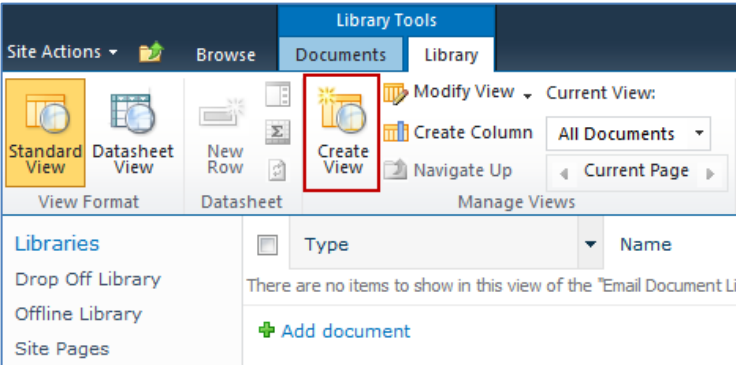 Library Tools
Site Actions Browse Documents Library
Standard View
Datasheet View
New Row
Create View
Modify View
Create Column
Navigate Up
Current View:
All Documents
Current Page
View Format Datasheet Manage Views
Libraries
Drop Off Library
Offline Library
Site Pages
Type Name
There are no items to show in this view of the "Email Document Li
Add document